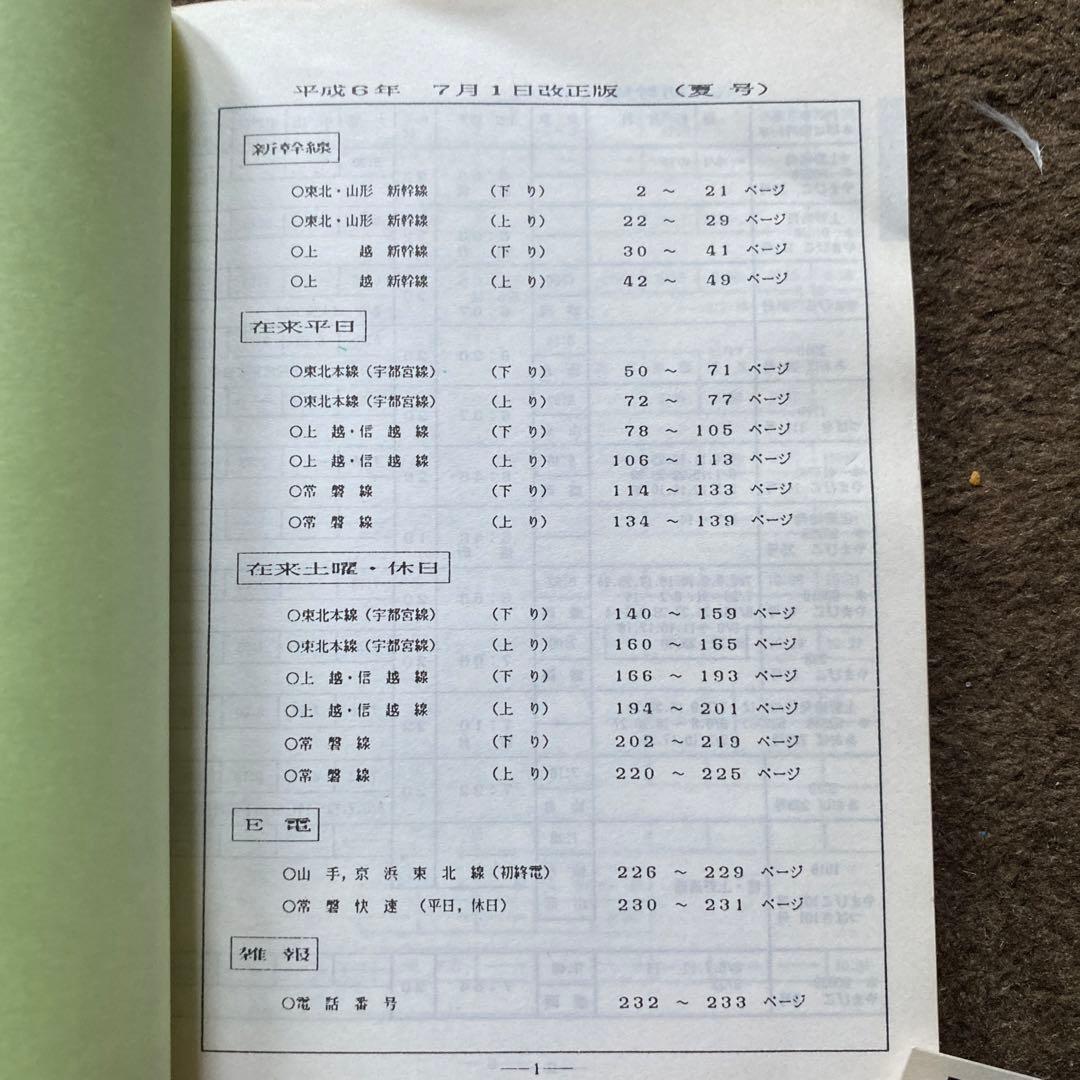 平成6年 7月1日改正版 (夏 号)
新幹線
○東北・山形 新幹線 (下 り) 2 ～ 21 ページ
○東北・山形 新幹線 (上 り) 22 ～ 29 ページ
○上 越 新幹線 (下 り) 30 ～ 41 ページ
○上 越 新幹線 (上 り) 42 ～ 49 ページ
在来平日
○東北本線(宇都宮線) (下 り) 50 ～ 71 ページ
○東北本線(宇都宮線) (上 り) 72 ～ 77 ページ
○上 越・信 越 線 (下 り) 78 ～ 105 ページ
○上 越・信 越 線 (上 り) 106 ～ 113 ページ
○常 磐 線 (下 り) 114 ～ 133 ページ
○常 磐 線 (上 り) 134 ～ 139 ページ
在来土曜・休日
○東北本線(宇都宮線) (下 り) 140 ～ 159 ページ
○東北本線(宇都宮線) (上 り) 160 ～ 165 ページ
○上 越・信 越 線 (下 り) 166 ～ 193 ページ
○上 越・信 越 線 (上 り) 194 ～ 201 ページ
○常 磐 線 (下 り) 202 ～ 219 ページ
○常 磐 線 (上 り) 220 ～ 225 ページ
E 電
○山 手,京 浜 東 北 線(初終電) 226 ～ 229 ページ
○常 磐 快 速 (平日,休日) 230 ～ 231 ページ
雑 報
○電 話 番 号 232 ～ 233 ページ
—1—